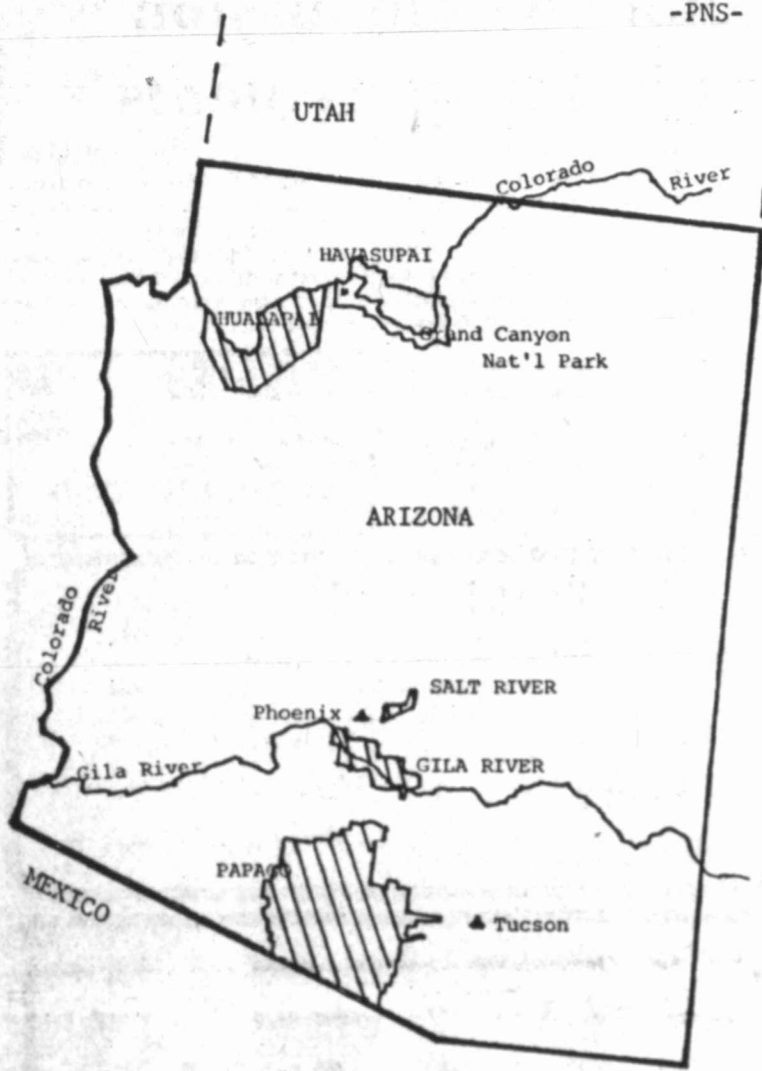 -PNS-
UTAH
Colorado River
HAVASUPAI
HUALAPAI
Grand Canyon
Nat'l Park
ARIZONA
Colorado
River
SALT RIVER
Phoenix
Gila River
GILA RIVER
PAPAGO
MEXICO
Tucson